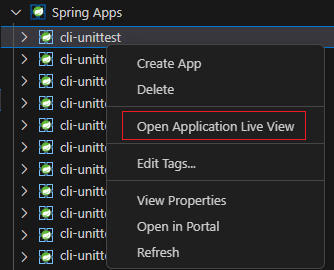 Spring Apps
cli-unittest
cli-unitte
cli-unitte
cli-unitte
cli-unitte
cli-unitte
cli-unitte
cli-unitte
cli-unitte
cli-unitte
cli-unitte
Create App
Delete
Open Application Live View
Edit Tags...
View Properties
Open in Portal
Refresh